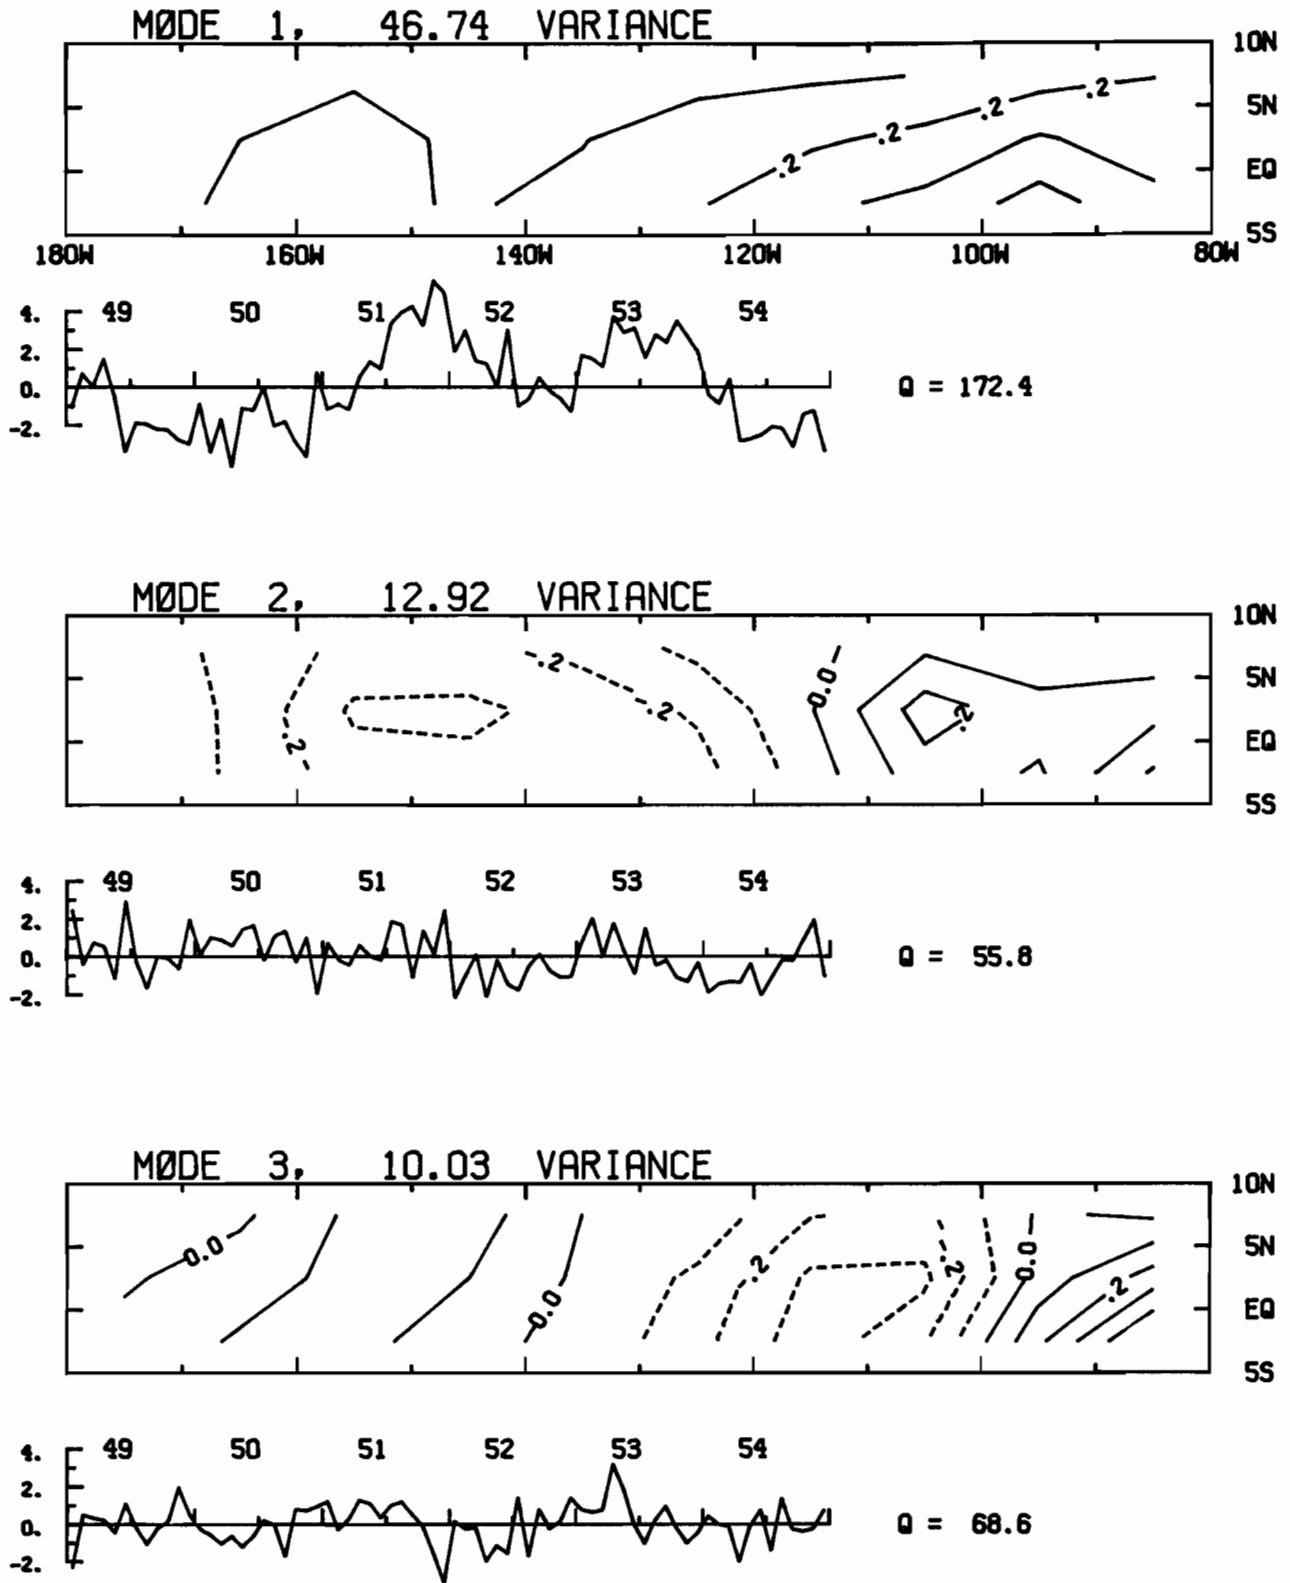 MØDE 1, 46.74 VARIANCE
10N
.2
5N
.2
.2
.2
EQ
5S
180W 160W 140W 120W 100W 80W
4. 49 50 51 52 53 54
2.
0. Q = 172.4
-2.
MØDE 2, 12.92 VARIANCE
10N
.2
0.0
5N
.2
.2
.2
EQ
5S
4. 49 50 51 52 53 54
2.
0. Q = 55.8
-2.
MØDE 3, 10.03 VARIANCE
10N
0.0 .2 .2 0.0 5N
0.0 .2 EQ
5S
4. 49 50 51 52 53 54
2.
0. Q = 68.6
-2.